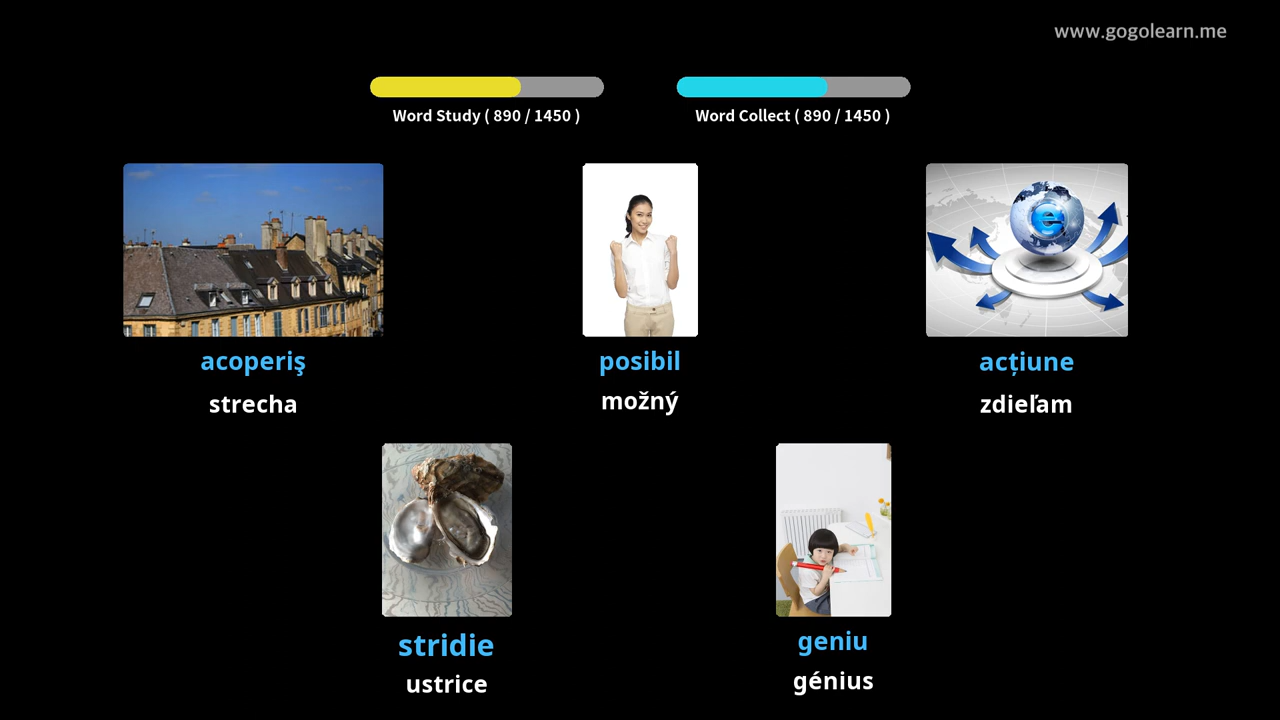 www.gogolearn.me
Word Study ( 890 / 1450 )
Word Collect ( 890 / 1450 )
acoperiş
posibil
acțiune
strecha
možný
zdieľam
stridie
geniu
ustrice
génius